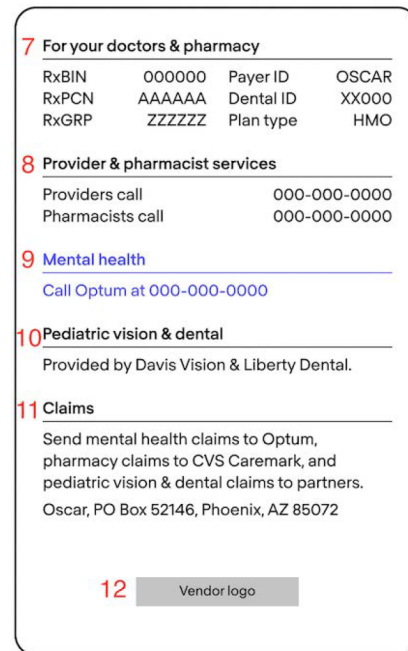 7 For your doctors & pharmacy
RxBIN 000000 Payer ID OSCAR
RxPCN AAAAAA Dental ID XX000
RxGRP ZZZZZZ Plan type HMO
8 Provider & pharmacist services
Providers call 000-000-0000
Pharmacists call 000-000-0000
9 Mental health
Call Optum at 000-000-0000
10 Pediatric vision & dental
Provided by Davis Vision & Liberty Dental.
11 Claims
Send mental health claims to Optum,
pharmacy claims to CVS Caremark, and
pediatric vision & dental claims to partners.
Oscar, PO Box 52146, Phoenix, AZ 85072
12 Vendor logo